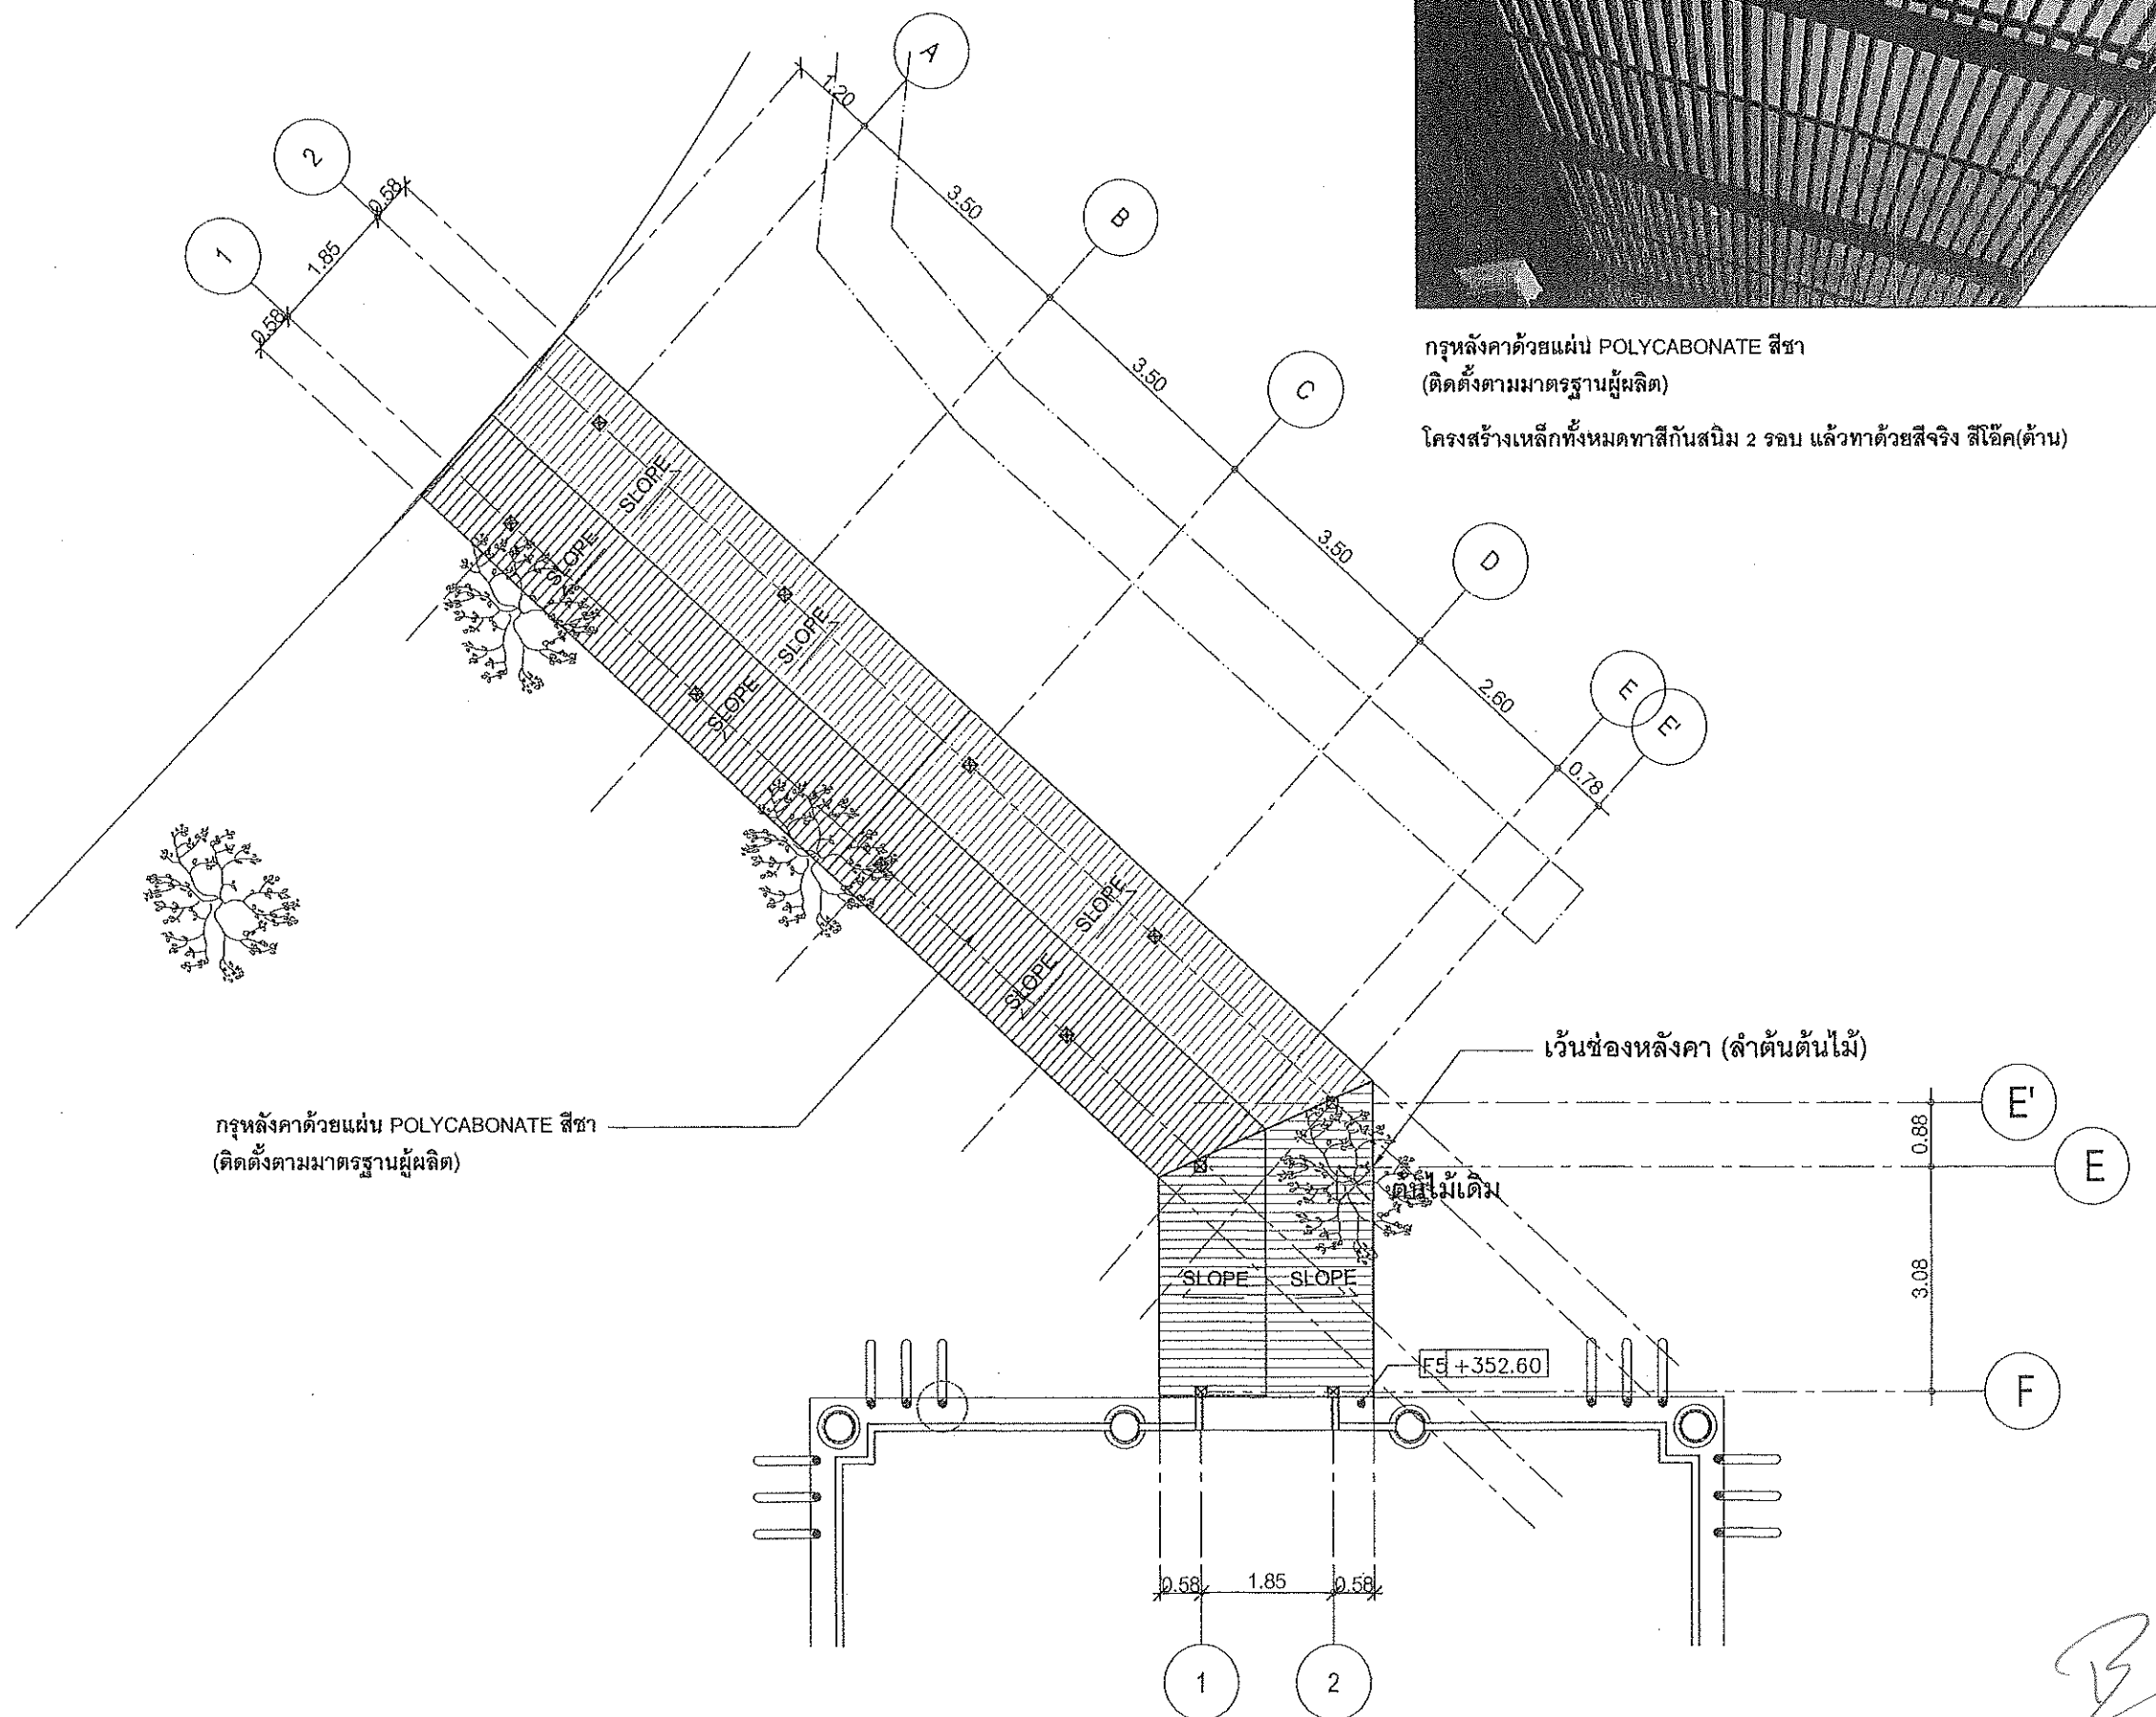 A
1.20
2
0.58
3.50
B
1
1.85
0.58
3.50
C
กรุหลังคาด้วยแผ่น POLYCABONATE สีชา
(ติดตั้งตามมาตรฐานผู้ผลิต)
โครงสร้างเหล็กทั้งหมดทาสีกันสนิม 2 รอบ แล้วทาด้วยสีจริง สีโอ๊ค(ด้าน)
SLOPE
SLOPE
3.50
D
SLOPE
SLOPE
2.60
E
E'
0.78
SLOPE
SLOPE
เว้นช่องหลังคา (ลำต้นต้นไม้)
E'
กรุหลังคาด้วยแผ่น POLYCABONATE สีชา
(ติดตั้งตามมาตรฐานผู้ผลิต)
0.88
E
ต้นไม้เดิม
SLOPE
SLOPE
3.08
F5 +352.60
F
0.58
1.85
0.58
1
2